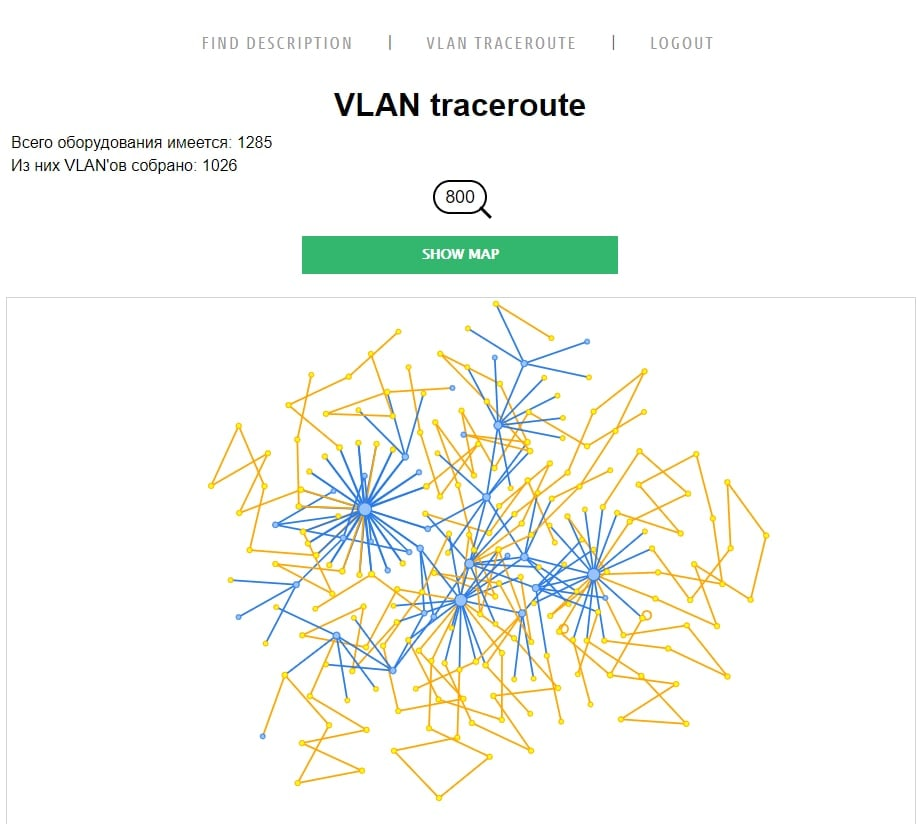 FIND DESCRIPTION | VLAN TRACEROUTE | LOGOUT
VLAN traceroute
Всего оборудования имеется: 1285
Из них VLAN'ов собрано: 1026
800
SHOW MAP